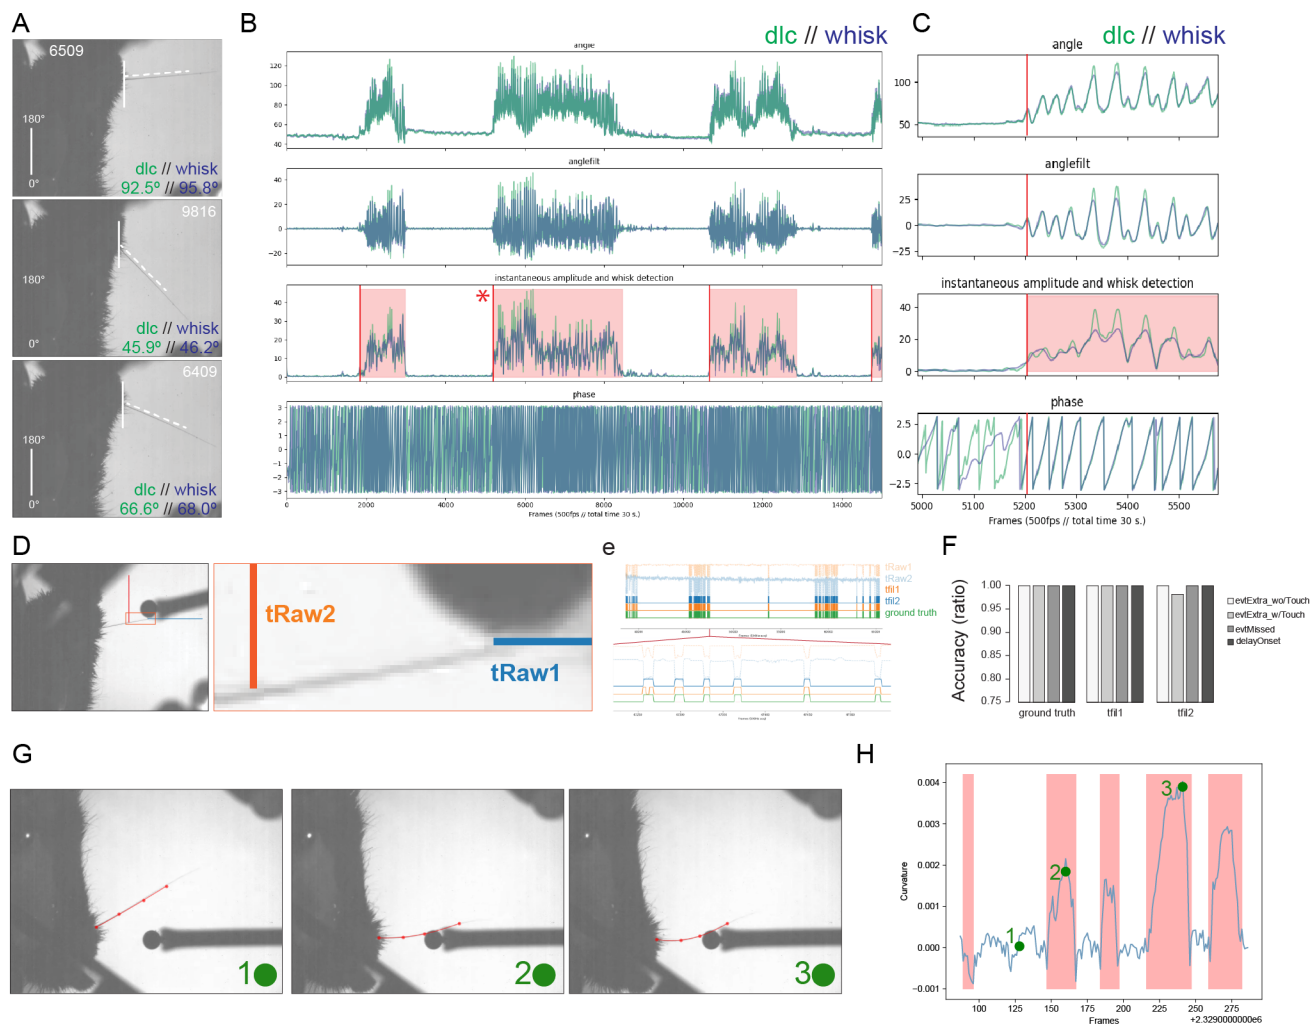 A
6509
180°
0°
dlc // whisk
92.5º // 95.8º
9816
180°
0°
dlc // whisk
45.9º // 46.2º
6409
180°
0°
dlc // whisk
66.6º // 68.0º
B
dlc // whisk
angle
120
100
80
60
40
anglefilt
40
20
0
−20
instantaneous amplitude and whisk detection
*
40
30
20
10
0
phase
3
2
1
0
−1
−2
−3
0
2000
4000
6000
8000
10000
12000
14000
Frames (500fps // total time 30 s.)
C
dlc // whisk
angle
100
50
anglefilt
25
0
−25
instantaneous amplitude and whisk detection
40
20
0
phase
2.5
0.0
−2.5
5000
5100
5200
5300
5400
5500
Frames (500fps // total time 30 s.)
D
tRaw2
tRaw1
e
tRaw1
tRaw2
tfil1
tfil2
ground truth
F
Accuracy (ratio)
1.00
0.95
0.90
0.85
0.80
0.75
ground truth
tfil1
tfil2
evtExtra_wo/Touch
evtExtra_w/Touch
evtMissed
delayOnset
G
1
2
3
H
Curvature
0.004
0.003
0.002
0.001
0.000
−0.001
1
2
3
100
125
150
175
200
225
250
275
Frames
+2.3290000000e6